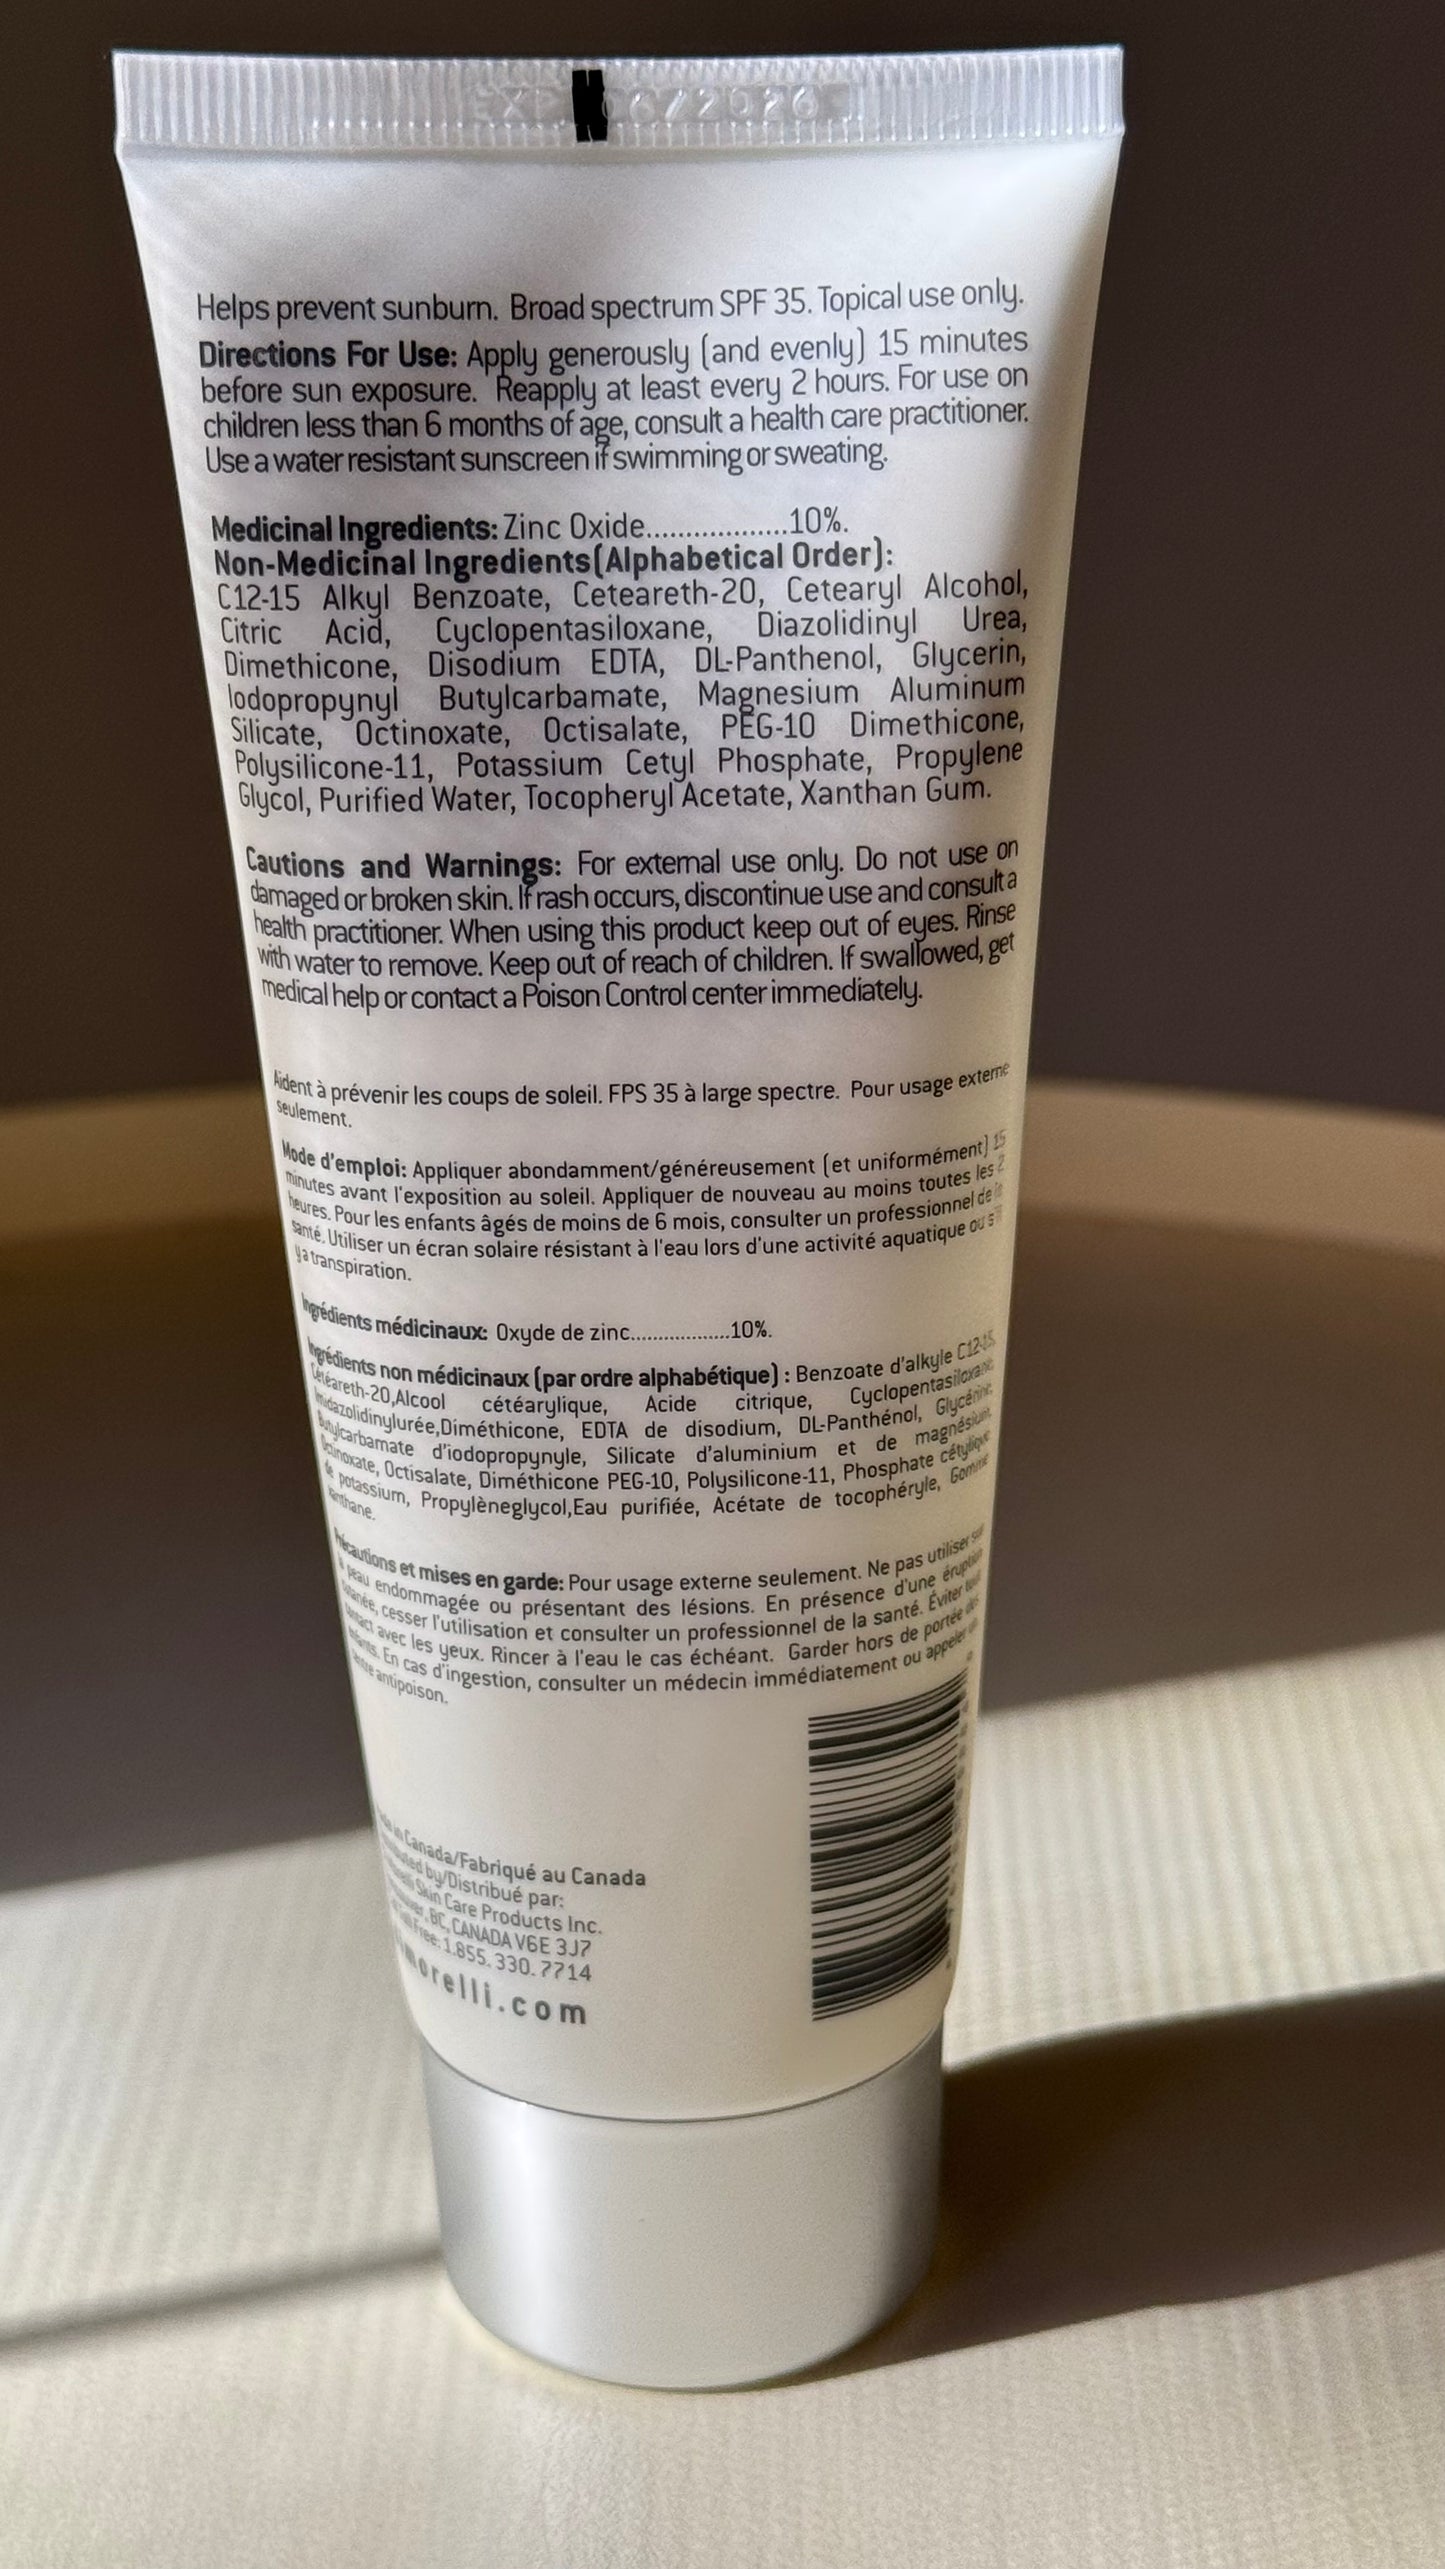 EXP 06/2026
Helps prevent sunburn. Broad spectrum SPF 35. Topical use only.
Directions For Use: Apply generously (and evenly) 15 minutes
before sun exposure. Reapply at least every 2 hours. For use on
children less than 6 months of age, consult a health care practitioner.
Use a water resistant sunscreen if swimming or sweating.
Medicinal Ingredients: Zinc Oxide..................10%.
Non-Medicinal Ingredients(Alphabetical Order):
C12-15 Alkyl Benzoate, Ceteareth-20, Cetearyl Alcohol,
Citric Acid, Cyclopentasiloxane, Diazolidinyl Urea,
Dimethicone, Disodium EDTA, DL-Panthenol, Glycerin,
Iodopropynyl Butylcarbamate, Magnesium Aluminum
Silicate, Octinoxate, Octisalate, PEG-10 Dimethicone,
Polysilicone-11, Potassium Cetyl Phosphate, Propylene
Glycol, Purified Water, Tocopheryl Acetate, Xanthan Gum.
Cautions and Warnings: For external use only. Do not use on
damaged or broken skin. If rash occurs, discontinue use and consult a
health practitioner. When using this product keep out of eyes. Rinse
with water to remove. Keep out of reach of children. If swallowed, get
medical help or contact a Poison Control center immediately.
Aident à prévenir les coups de soleil. FPS 35 à large spectre. Pour usage externe
seulement.
Mode d'emploi: Appliquer abondamment/généreusement (et uniformément) 15
minutes avant l'exposition au soleil. Appliquer de nouveau au moins toutes les 2
heures. Pour les enfants âgés de moins de 6 mois, consulter un professionnel de la
santé. Utiliser un écran solaire résistant à l'eau lors d'une activité aquatique ou s'il
y a transpiration.
Ingrédients médicinaux: Oxyde de zinc..................10%.
Ingrédients non médicinaux (par ordre alphabétique) : Benzoate d'alkyle C12-15,
Cétéareth-20,Alcool cétéarylique, Acide citrique, Cyclopentasiloxane,
Imidazolidinylurée,Diméthicone, EDTA de disodium, DL-Panthénol, Glycérine,
Butylcarbamate d'iodopropynyle, Silicate d'aluminium et de magnésium,
Octinoxate, Octisalate, Diméthicone PEG-10, Polysilicone-11, Phosphate cétylique
de potassium, Propylèneglycol,Eau purifiée, Acétate de tocophéryle, Gomme
xanthane.
Précautions et mises en garde: Pour usage externe seulement. Ne pas utiliser sur
la peau endommagée ou présentant des lésions. En présence d'une éruption
cutanée, cesser l'utilisation et consulter un professionnel de la santé. Éviter tout
contact avec les yeux. Rincer à l'eau le cas échéant. Garder hors de portée des
enfants. En cas d'ingestion, consulter un médecin immédiatement ou appeler un
centre antipoison.
Made in Canada/Fabriqué au Canada
Distributed by/Distribué par:
Skin Care Products Inc.
BC, CANADA V6E 3J7
Free: 1.855.330.7714
morelli.com